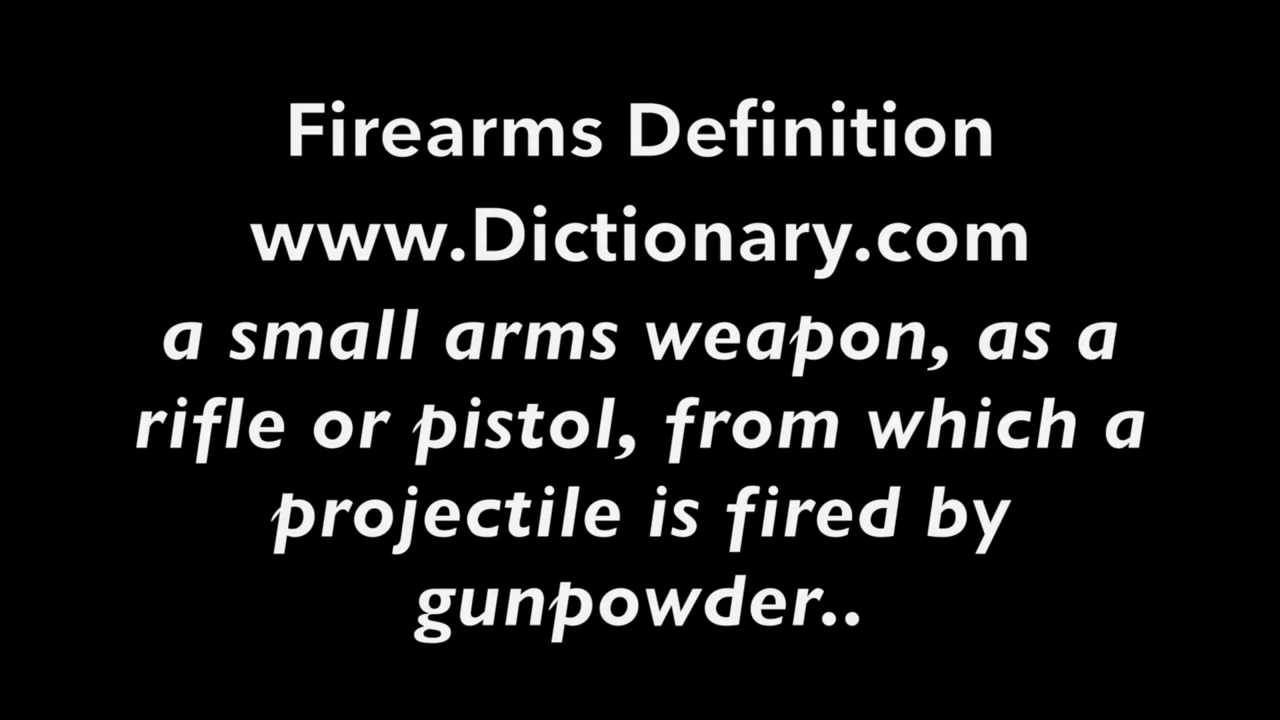 Firearms Definition
www.Dictionary.com
a small arms weapon, as a
rifle or pistol, from which a
projectile is fired by
gunpowder..